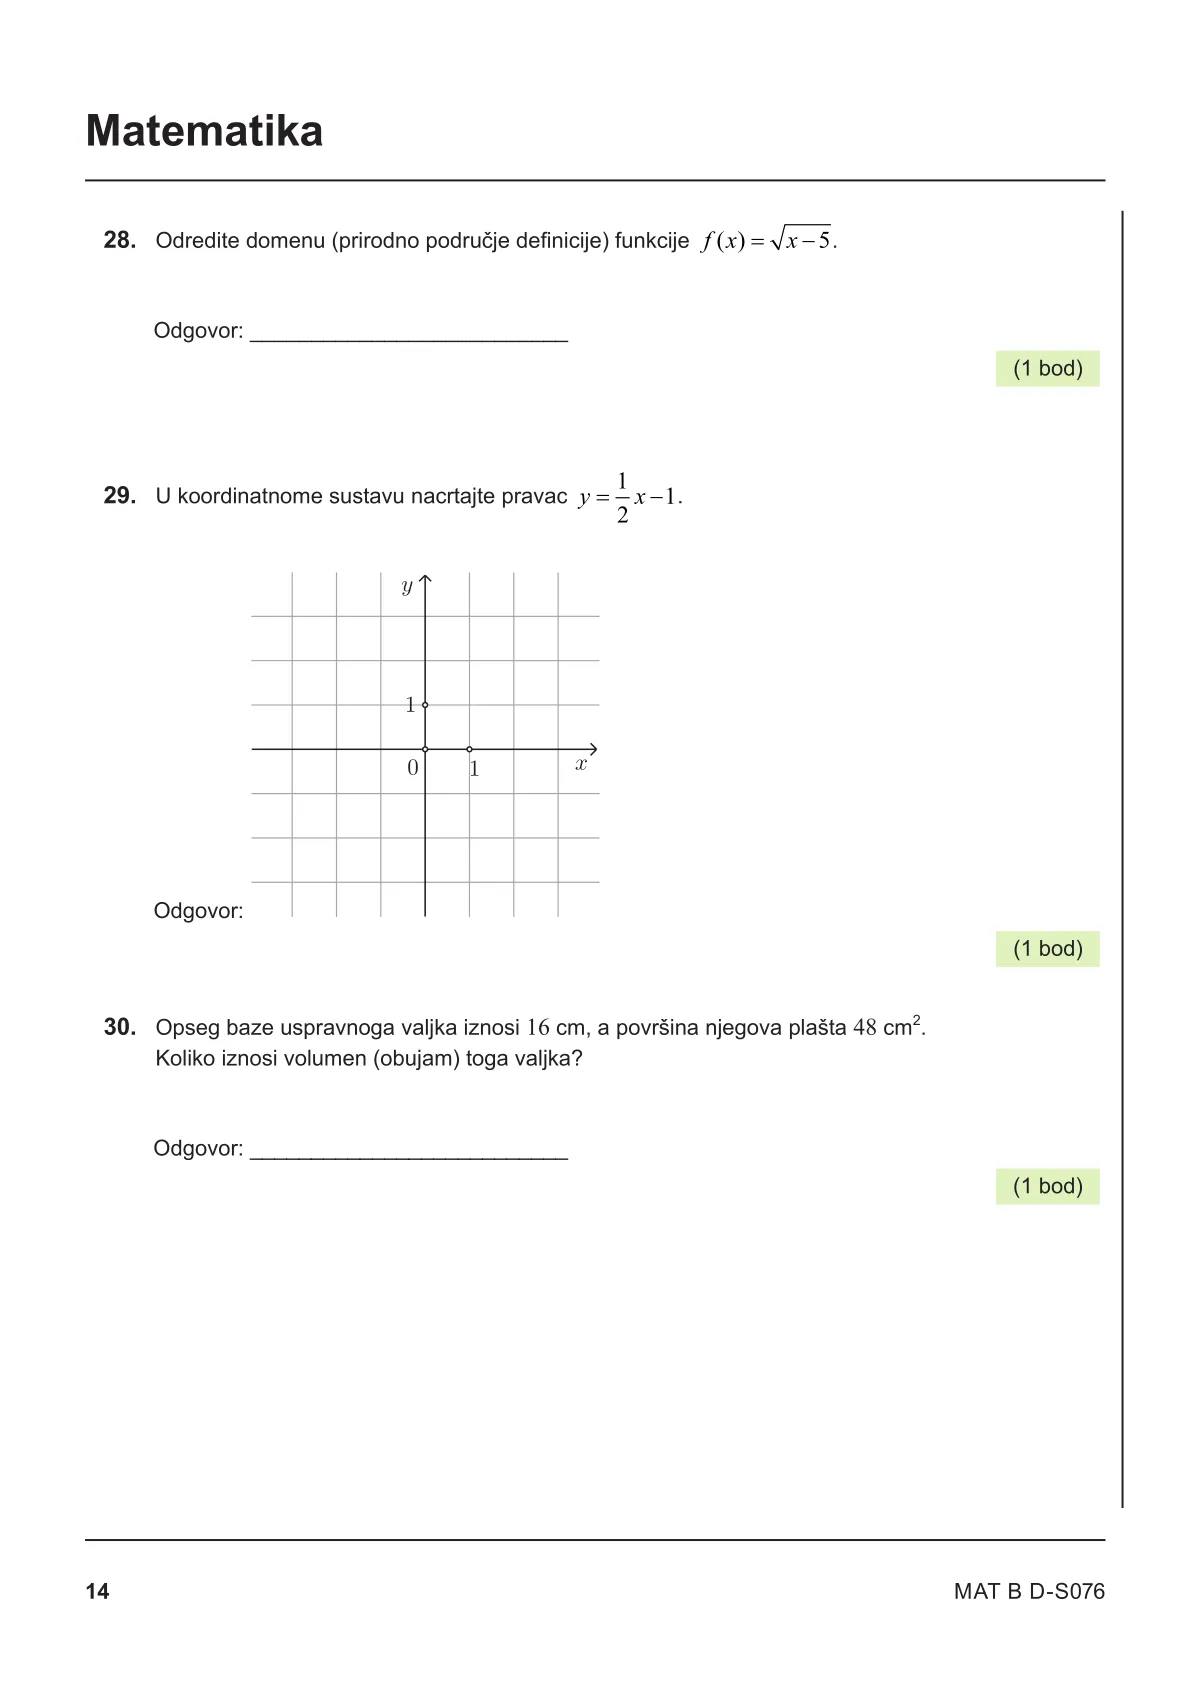 Matematika
28. Odredite domenu (prirodno područje definicije) funkcije f(x) = √(x − 5).
Odgovor: __________________________
(1 bod)
29. U koordinatnome sustavu nacrtajte pravac y = 1/2 x − 1.
y
1
0 1 x
Odgovor:
(1 bod)
30. Opseg baze uspravnoga valjka iznosi 16 cm, a površina njegova plašta 48 cm².
Koliko iznosi volumen (obujam) toga valjka?
Odgovor: __________________________
(1 bod)
14 MAT B D-S076